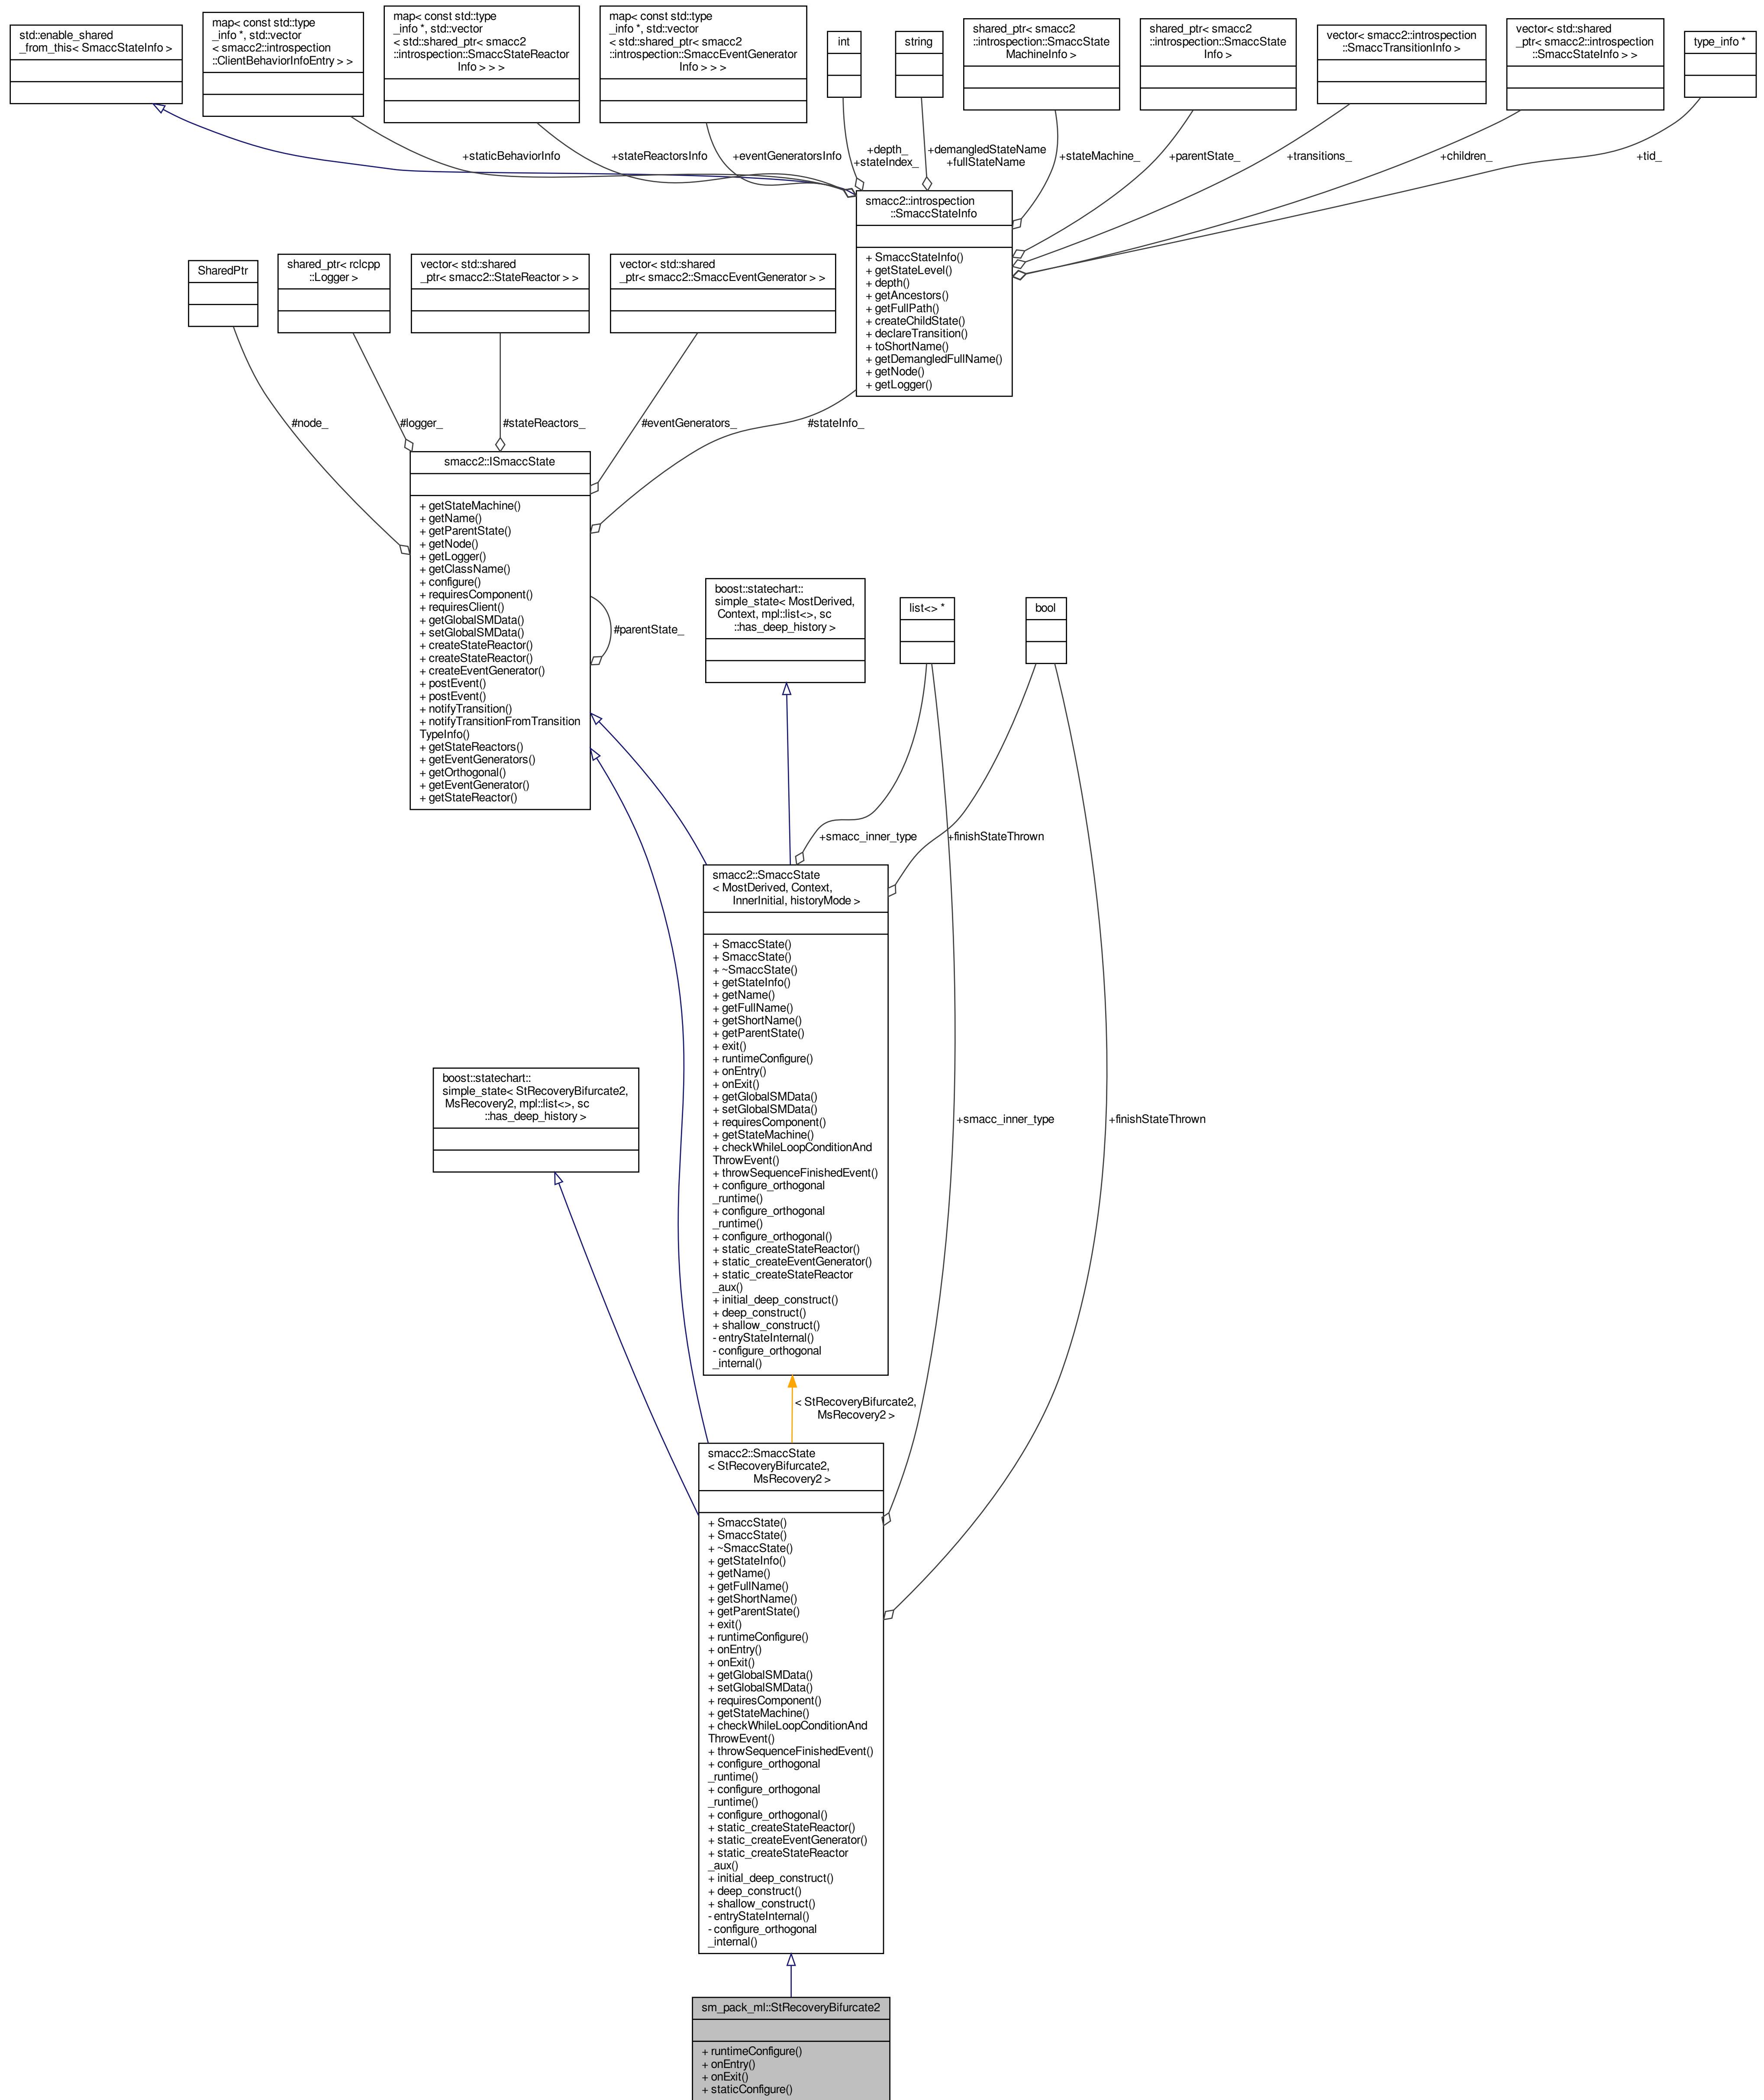 std::enable_shared
_from_this< SmaccStateInfo >
map< const std::type
_info *, std::vector
< smacc2::introspection
::ClientBehaviorInfoEntry > >
map< const std::type
_info *, std::vector
< std::shared_ptr< smacc2
::introspection::SmaccStateReactor
Info > > >
map< const std::type
_info *, std::vector
< std::shared_ptr< smacc2
::introspection::SmaccEventGenerator
Info > > >
int
string
shared_ptr< smacc2
::introspection::SmaccState
MachineInfo >
shared_ptr< smacc2
::introspection::SmaccState
Info >
vector< smacc2::introspection
::SmaccTransitionInfo >
vector< std::shared
_ptr< smacc2::introspection
::SmaccStateInfo > >
type_info *
+staticBehaviorInfo
+stateReactorsInfo
+eventGeneratorsInfo
+depth_
+stateIndex_
+demangledStateName
+fullStateName
+stateMachine_
+parentState_
+transitions_
+children_
+tid_
smacc2::introspection
::SmaccStateInfo
+ SmaccStateInfo()
+ getStateLevel()
+ depth()
+ getAncestors()
+ getFullPath()
+ createChildState()
+ declareTransition()
+ toShortName()
+ getDemangledFullName()
+ getNode()
+ getLogger()
SharedPtr
shared_ptr< rclcpp
::Logger >
vector< std::shared
_ptr< smacc2::StateReactor > >
vector< std::shared
_ptr< smacc2::SmaccEventGenerator > >
#node_
#logger_
#stateReactors_
#eventGenerators_
#stateInfo_
smacc2::ISmaccState
+ getStateMachine()
+ getName()
+ getParentState()
+ getNode()
+ getLogger()
+ getClassName()
+ configure()
+ requiresComponent()
+ requiresClient()
+ getGlobalSMData()
+ setGlobalSMData()
+ createStateReactor()
+ createStateReactor()
+ createEventGenerator()
+ postEvent()
+ postEvent()
+ notifyTransition()
+ notifyTransitionFromTransition
TypeInfo()
+ getStateReactors()
+ getEventGenerators()
+ getOrthogonal()
+ getEventGenerator()
+ getStateReactor()
#parentState_
boost::statechart::
simple_state< MostDerived,
Context, mpl::list<>, sc
::has_deep_history >
list<> *
bool
+smacc_inner_type
+finishStateThrown
smacc2::SmaccState
< MostDerived, Context,
InnerInitial, historyMode >
+ SmaccState()
+ SmaccState()
+ ~SmaccState()
+ getStateInfo()
+ getName()
+ getFullName()
+ getShortName()
+ getParentState()
+ exit()
+ runtimeConfigure()
+ onEntry()
+ onExit()
+ getGlobalSMData()
+ setGlobalSMData()
+ requiresComponent()
+ getStateMachine()
+ checkWhileLoopConditionAnd
ThrowEvent()
+ throwSequenceFinishedEvent()
+ configure_orthogonal
_runtime()
+ configure_orthogonal
_runtime()
+ configure_orthogonal()
+ static_createStateReactor()
+ static_createEventGenerator()
+ static_createStateReactor
_aux()
+ initial_deep_construct()
+ deep_construct()
+ shallow_construct()
- entryStateInternal()
- configure_orthogonal
_internal()
boost::statechart::
simple_state< StRecoveryBifurcate2,
MsRecovery2, mpl::list<>, sc
::has_deep_history >
+smacc_inner_type
+finishStateThrown
< StRecoveryBifurcate2,
MsRecovery2 >
smacc2::SmaccState
< StRecoveryBifurcate2,
MsRecovery2 >
+ SmaccState()
+ SmaccState()
+ ~SmaccState()
+ getStateInfo()
+ getName()
+ getFullName()
+ getShortName()
+ getParentState()
+ exit()
+ runtimeConfigure()
+ onEntry()
+ onExit()
+ getGlobalSMData()
+ setGlobalSMData()
+ requiresComponent()
+ getStateMachine()
+ checkWhileLoopConditionAnd
ThrowEvent()
+ throwSequenceFinishedEvent()
+ configure_orthogonal
_runtime()
+ configure_orthogonal
_runtime()
+ configure_orthogonal()
+ static_createStateReactor()
+ static_createEventGenerator()
+ static_createStateReactor
_aux()
+ initial_deep_construct()
+ deep_construct()
+ shallow_construct()
- entryStateInternal()
- configure_orthogonal
_internal()
sm_pack_ml::StRecoveryBifurcate2
+ runtimeConfigure()
+ onEntry()
+ onExit()
+ staticConfigure()